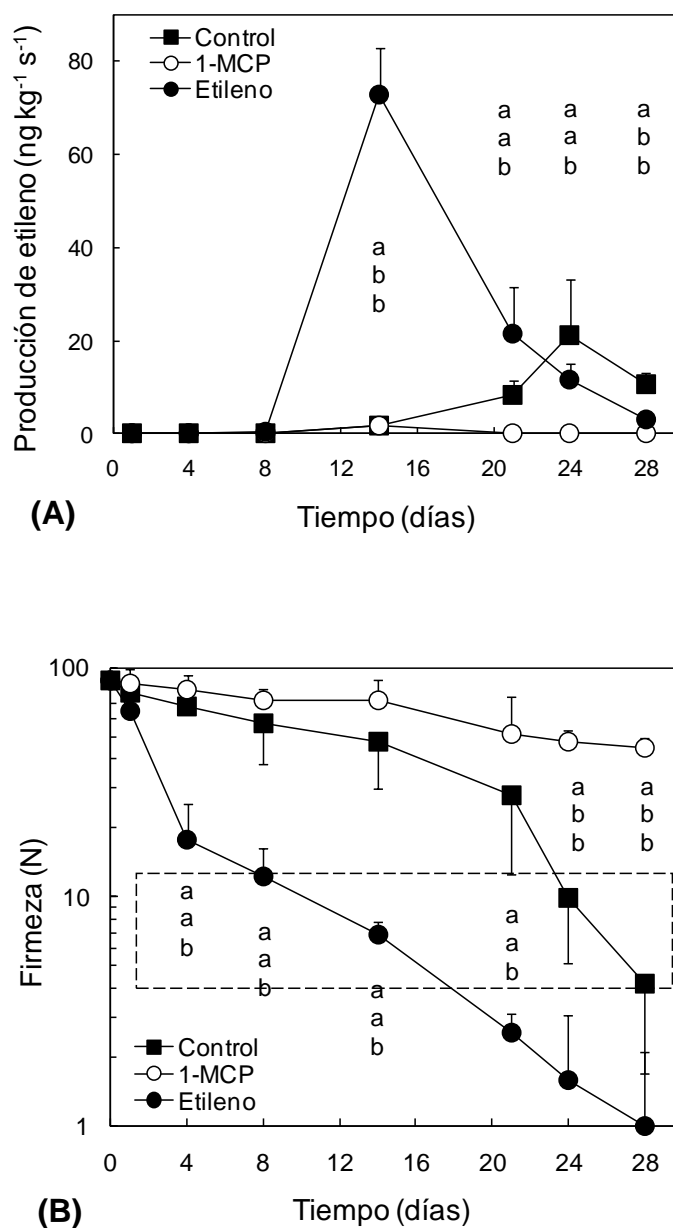 80
60
40
20
0
Producción de etileno (ng kg⁻¹ s⁻¹)
Control
1-MCP
Etileno
a a a
a a b
b b b
a
b
b
0 4 8 12 16 20 24 28
Tiempo (días)
(A)
100
10
1
Firmeza (N)
a a
b b
b b
a a
a a a
b a b
b a
a
b
Control
1-MCP
Etileno
0 4 8 12 16 20 24 28
Tiempo (días)
(B)